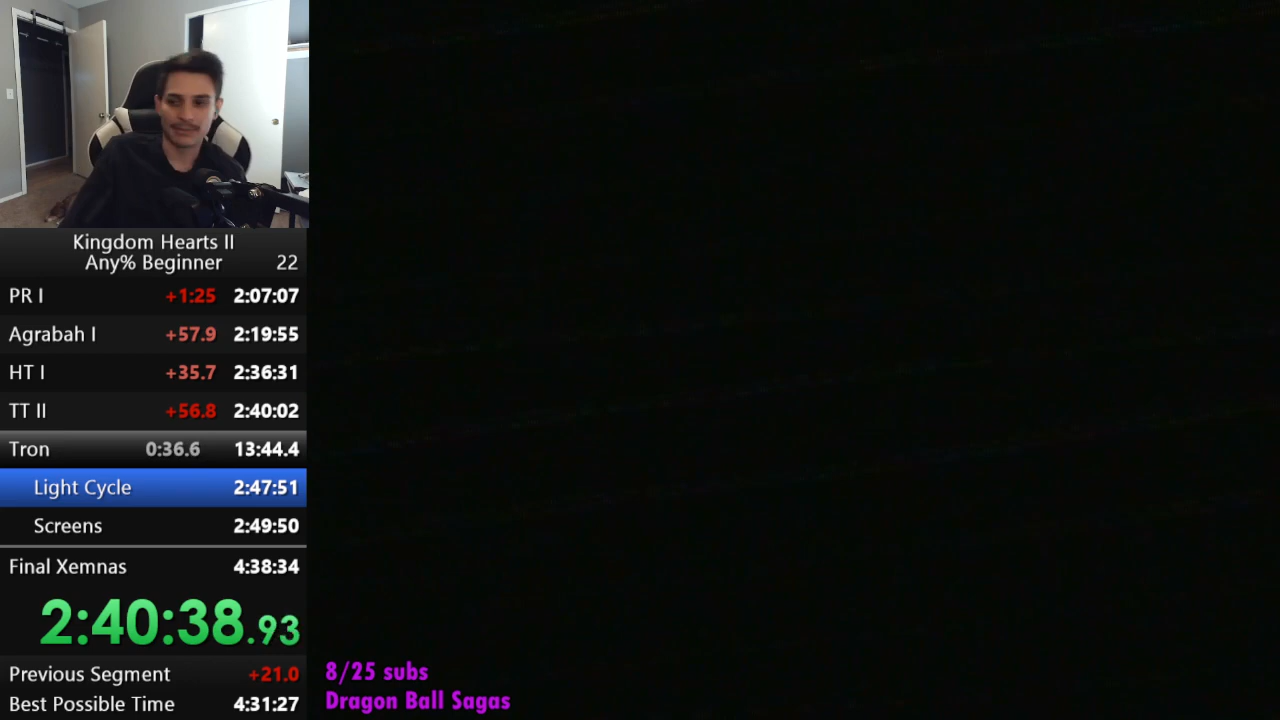 Kingdom Hearts II
Any% Beginner 22
PR I +1:25 2:07:07
Agrabah I +57.9 2:19:55
HT I +35.7 2:36:31
TT II +56.8 2:40:02
Tron 0:36.6 13:44.4
Light Cycle 2:47:51
Screens 2:49:50
Final Xemnas 4:38:34
2:40:38.93
Previous Segment +21.0
Best Possible Time 4:31:27
8/25 subs
Dragon Ball Sagas